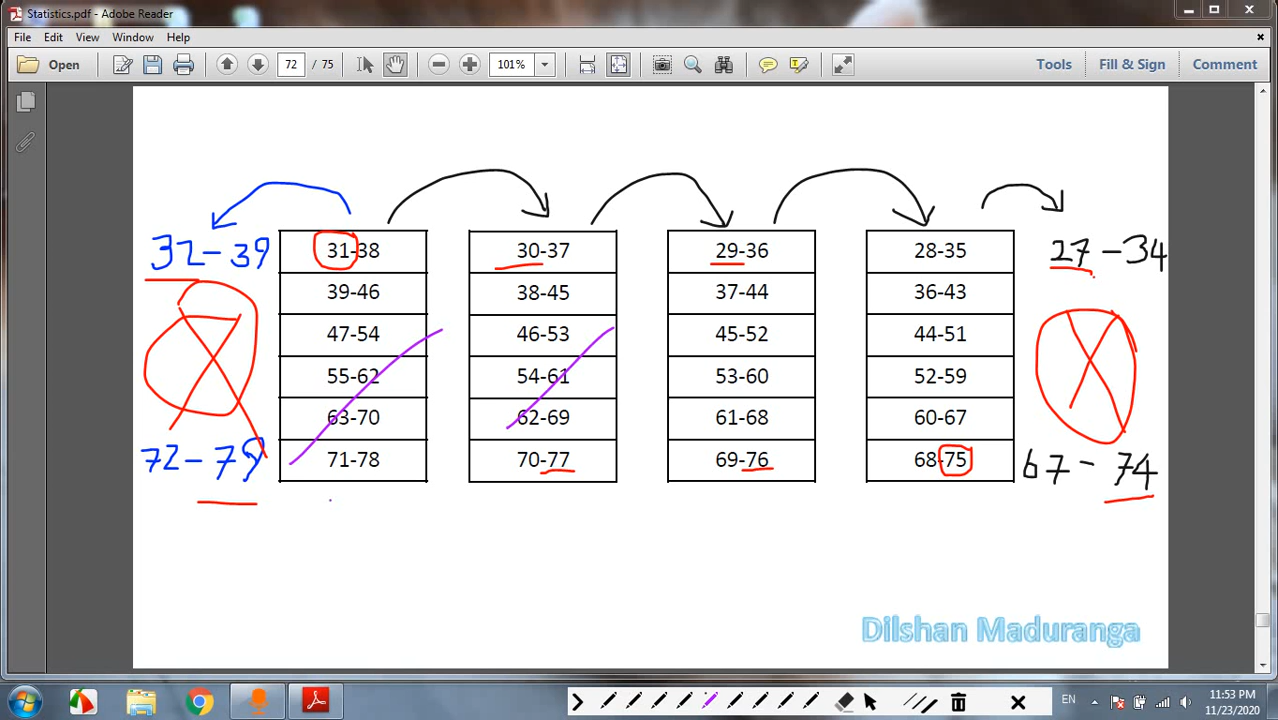 Statistics.pdf - Adobe Reader
File Edit View Window Help
Open 72 / 75 101% Tools Fill & Sign Comment
32-39 31-38 30-37 29-36 28-35 27-34
39-46 38-45 37-44 36-43
47-54 46-53 45-52 44-51
55-62 54-61 53-60 52-59
63-70 62-69 61-68 60-67
72-79 71-78 70-77 69-76 68-75 67-74
Dilshan Maduranga
EN 11:53 PM
11/23/2020